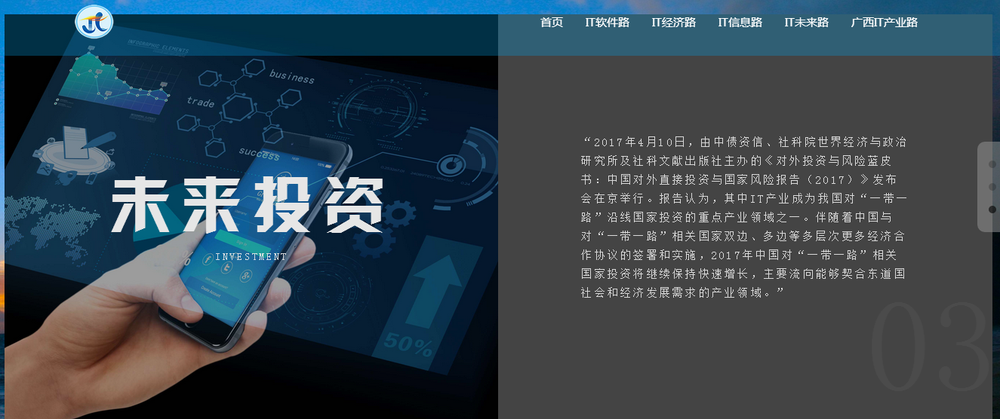 首页 IT软件路 IT经济路 IT信息路 IT未来路 广西IT产业路
INFOGRAPHIC ELEMENTS
business
trade
success
未来投资
INVESTMENT
50%
“2017年4月10日，由中债资信、社科院世界经济与政治
研究所及社科文献出版社主办的《对外投资与风险蓝皮
书：中国对外直接投资与国家风险报告（2017）》发布
会在京举行。报告认为，其中IT产业成为我国对“一带一
路”沿线国家投资的重点产业领域之一。伴随着中国与
对“一带一路”相关国家双边、多边等多层次更多经济合
作协议的签署和实施，2017年中国对“一带一路”相关
国家投资将继续保持快速增长，主要流向能够契合东道国
社会和经济发展需求的产业领域。”
03